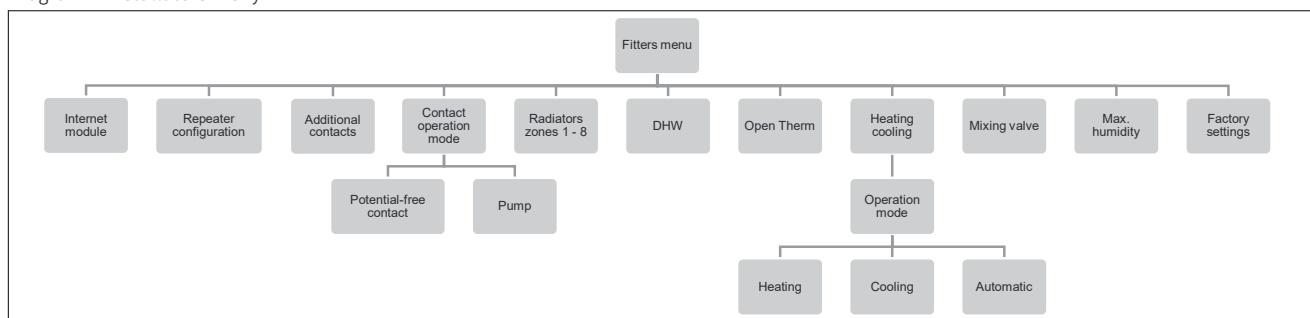 Fitters menu
Internet
module
Repeater
configuration
Additional
contacts
Contact
operation
mode
Radiators
zones 1 - 8
DHW
Open Therm
Heating
cooling
Mixing valve
Max.
humidity
Factory
settings
Potential-free
contact
Pump
Operation
mode
Heating
Cooling
Automatic